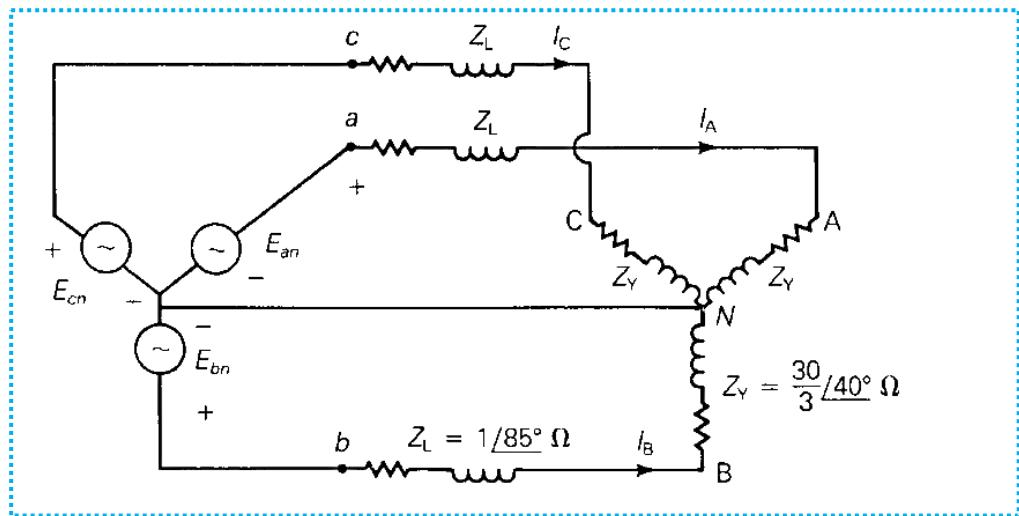 c Z_L I_C
a Z_L I_A
+
C A
+ ~ ~ E_an
E_cn - - Z_Y Z_Y
N
-
~ E_bn
Z_Y = 30/3 /40° Ω
+
b Z_L = 1/85° Ω I_B B